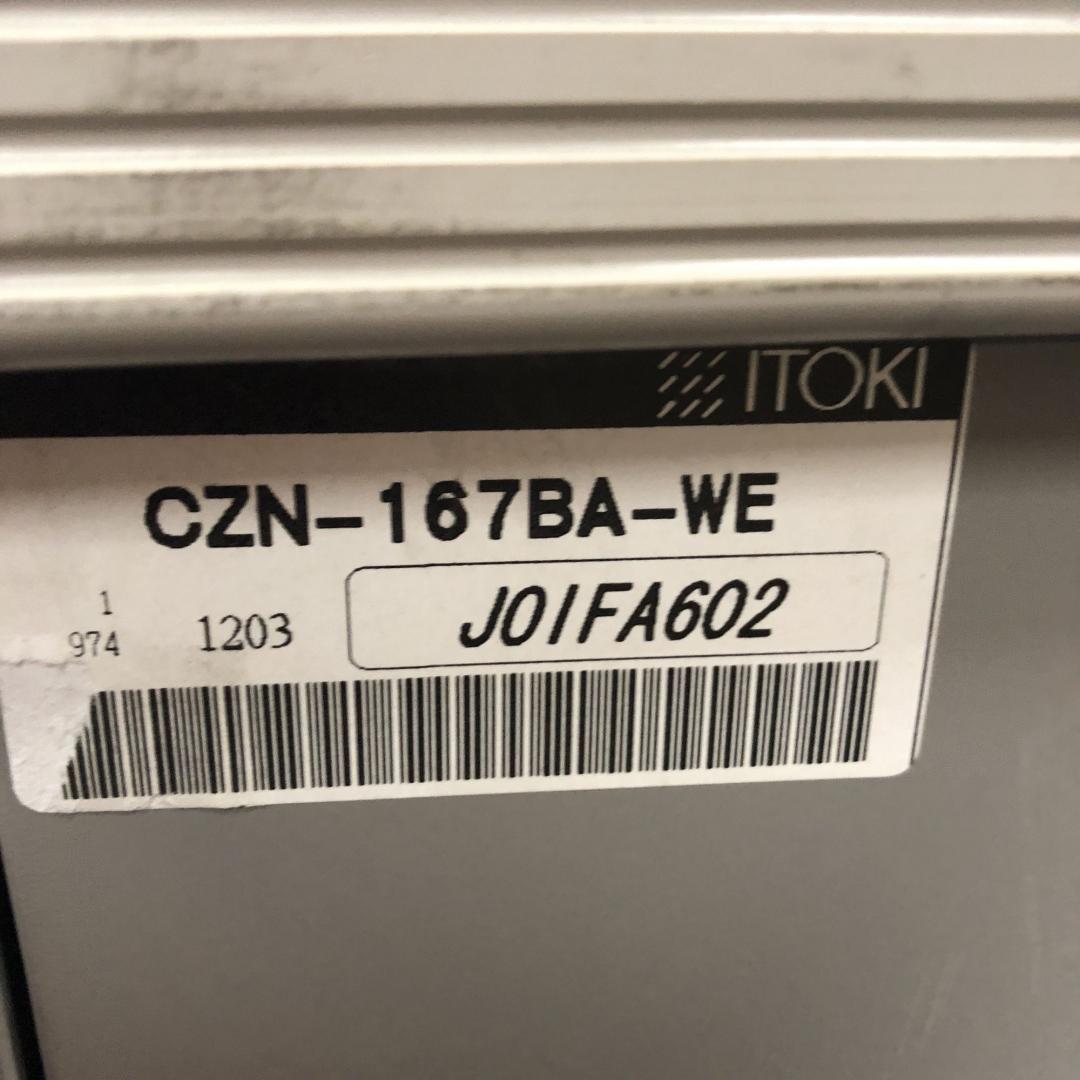 ITOKI
CZN-167BA-WE
1
974 1203 J01FA602